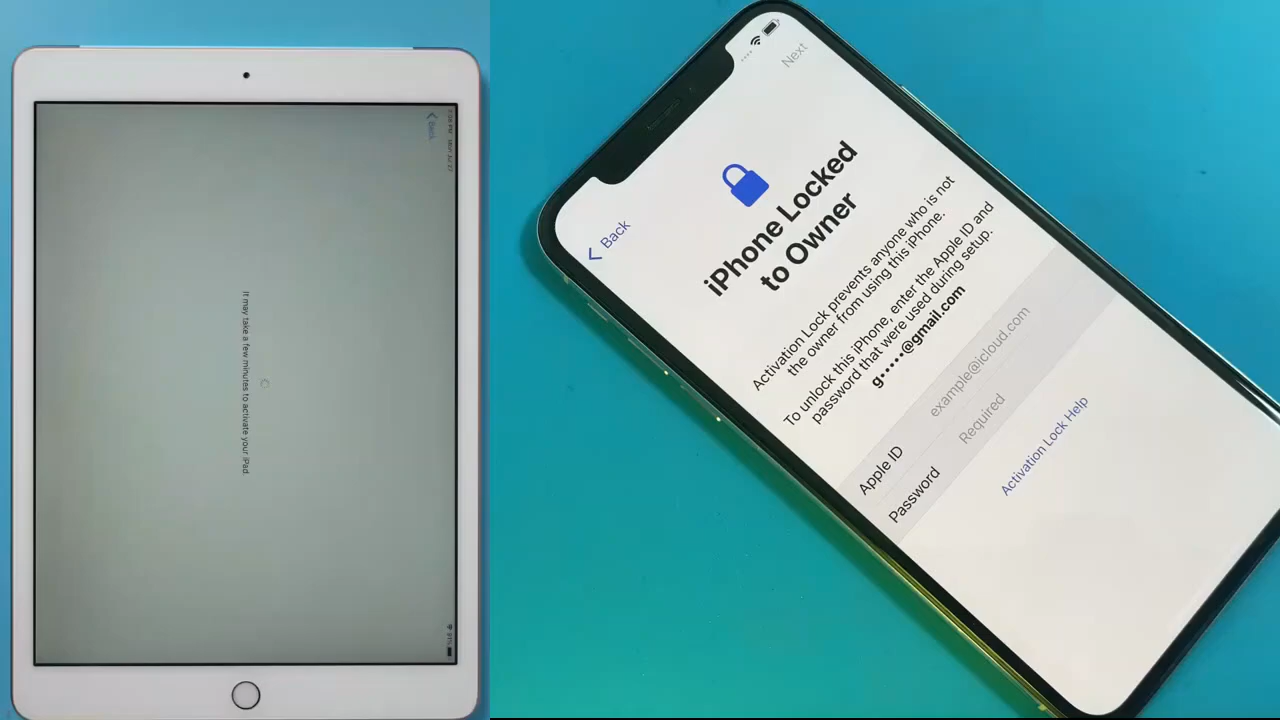 Back
It may take a few minutes to activate your iPad.
Next
Back
iPhone Locked
to Owner
Activation Lock prevents anyone who is not
the owner from using this iPhone.
To unlock this iPhone, enter the Apple ID and
password that were used during setup.
g•••••@gmail.com
Apple ID example@icloud.com
Password Required
Activation Lock Help